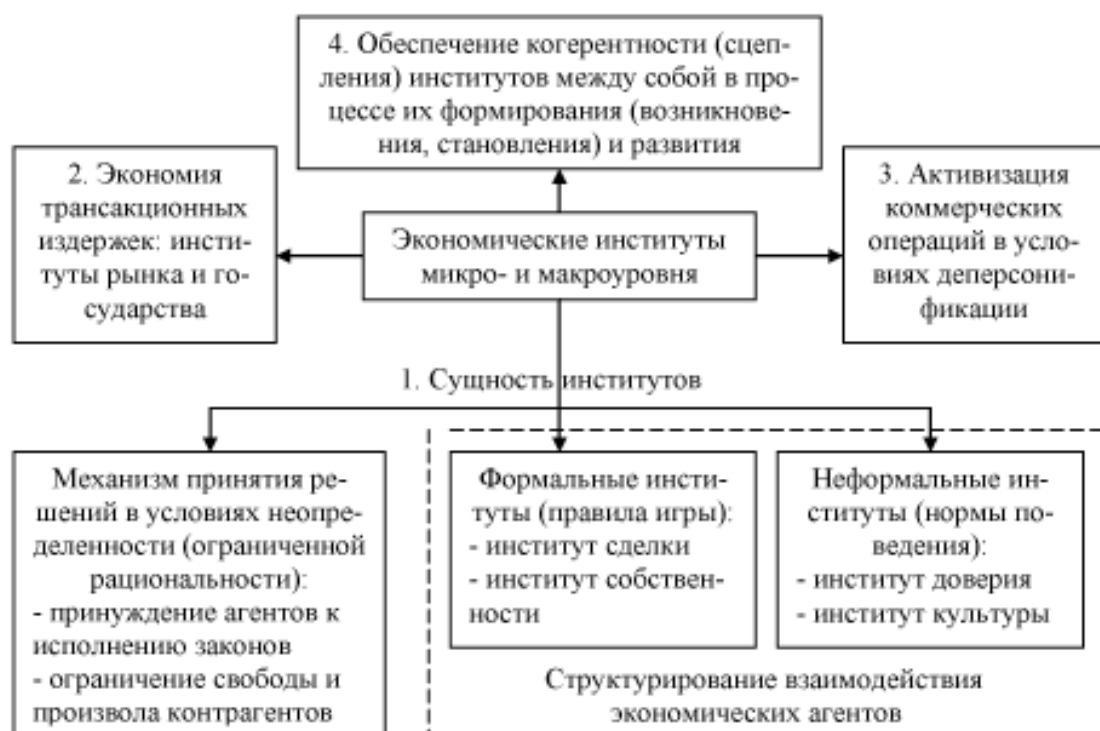 4. Обеспечение когерентности (сцеп-
ления) институтов между собой в про-
цессе их формирования (возникнове-
ния, становления) и развития
2. Экономия
трансакционных
издержек: инсти-
туты рынка и го-
сударства
Экономические институты
микро- и макроуровня
3. Активизация
коммерческих
операций в усло-
виях деперсони-
фикации
1. Сущность институтов
Механизм принятия ре-
шений в условиях неопре-
деленности (ограниченной
рациональности):
- принуждение агентов к
исполнению законов
- ограничение свободы и
произвола контрагентов
Формальные инсти-
туты (правила игры):
- институт сделки
- институт собствен-
ности
Неформальные ин-
ституты (нормы по-
ведения):
- институт доверия
- институт культуры
Структурирование взаимодействия
экономических агентов